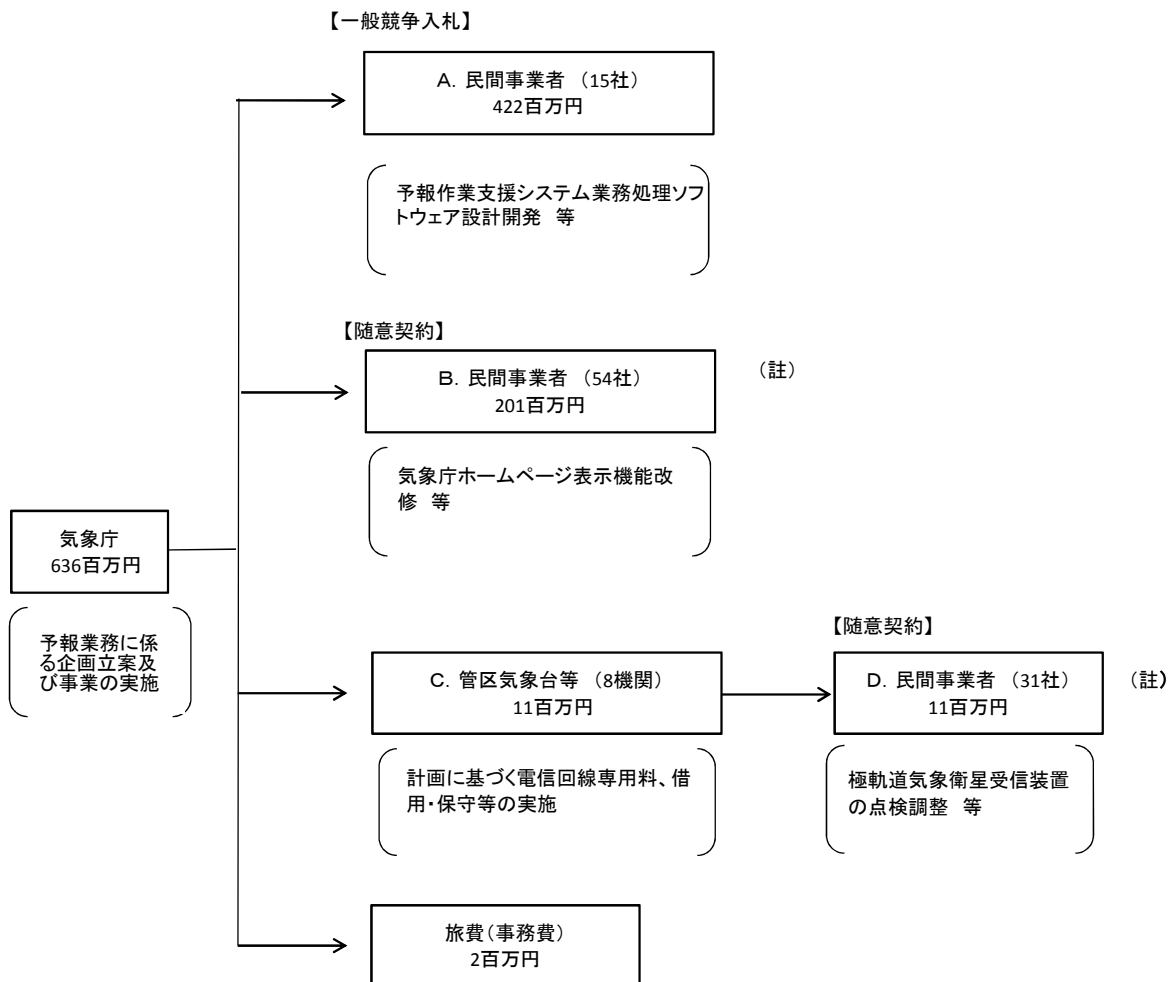 【一般競争入札】
A. 民間事業者 （15社）
422百万円
予報作業支援システム業務処理ソフ
トウェア設計開発 等
【随意契約】
B. 民間事業者 （54社）
201百万円
（註）
気象庁ホームページ表示機能改
修 等
気象庁
636百万円
予報業務に係
る企画立案及
び事業の実施
C. 管区気象台等 （8機関）
11百万円
計画に基づく電信回線専用料、借
用・保守等の実施
【随意契約】
D. 民間事業者 （31社）
11百万円
（註）
極軌道気象衛星受信装置
の点検調整 等
旅費（事務費）
2百万円